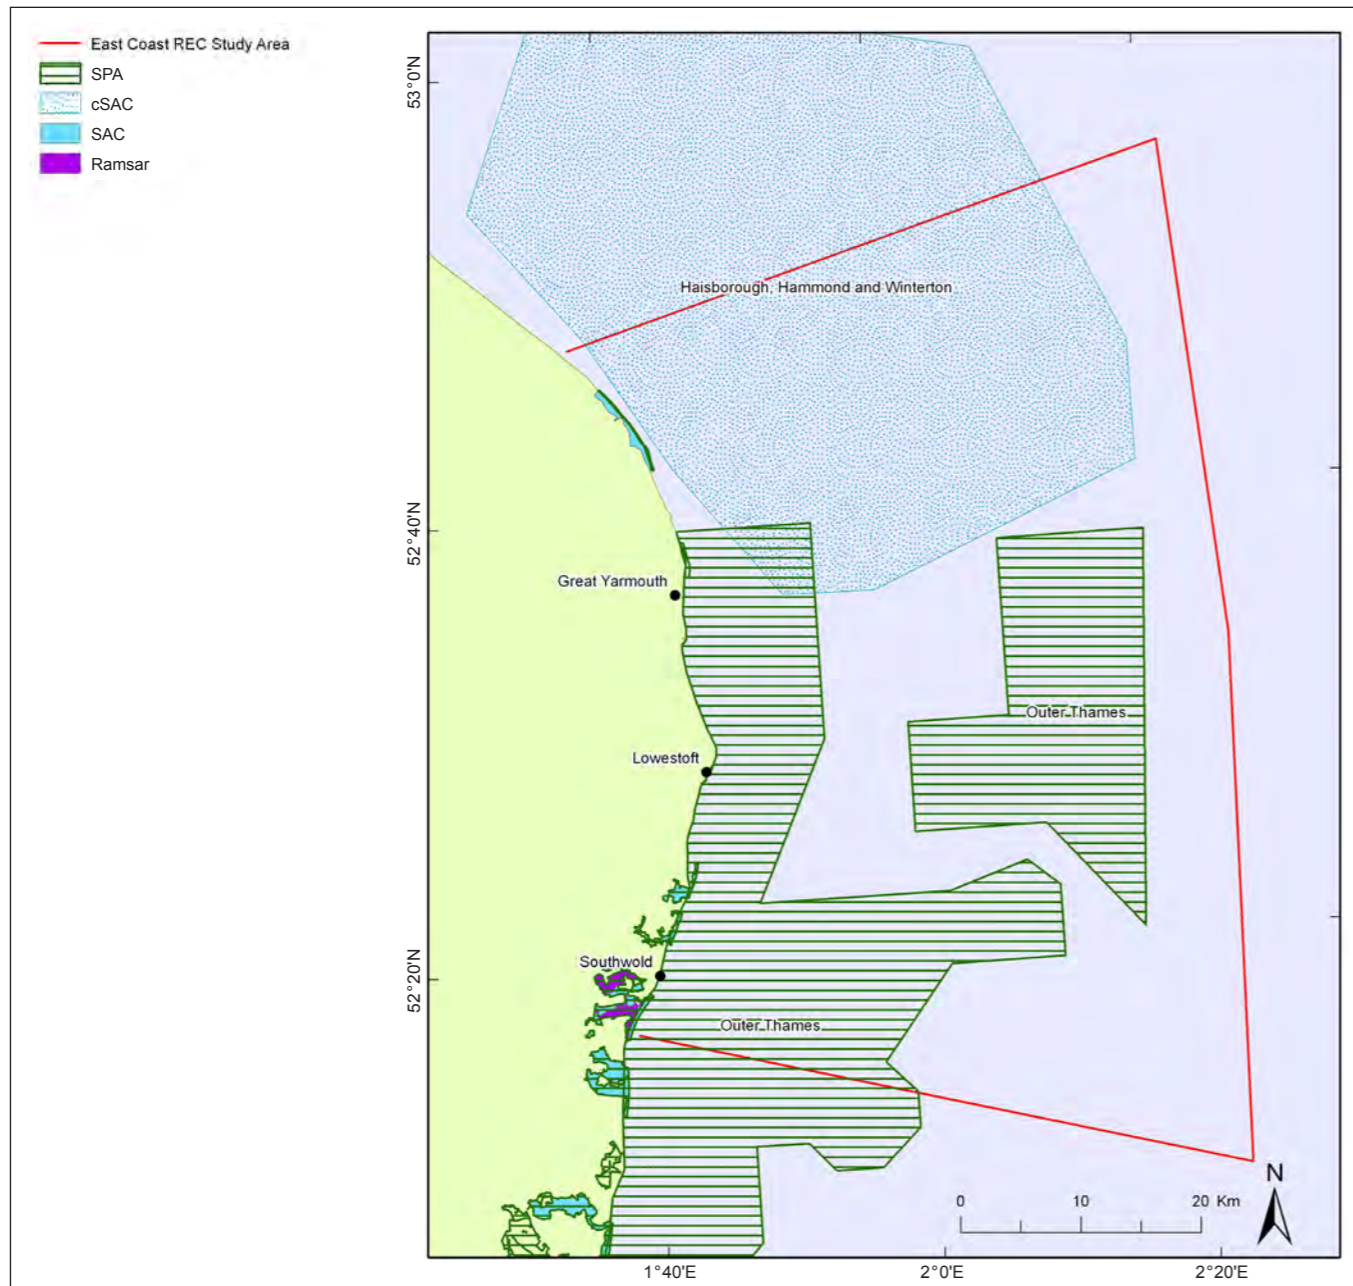 East Coast REC Study Area
SPA
cSAC
SAC
Ramsar
53°0'N
Haisborough, Hammond and Winterton
52°40'N
Great Yarmouth
Outer Thames
Lowestoft
Southwold
52°20'N
Outer Thames
N
0 10 20 Km
1°40'E 2°0'E 2°20'E